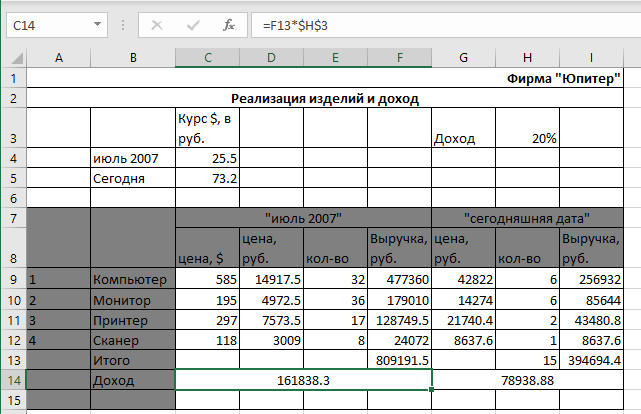 C14 fx =F13*$H$3
A B C D E F G H I
1 Фирма "Юпитер"
2 Реализация изделий и доход
Курс $, в
3 руб. Доход 20%
4 июль 2007 25.5
5 Сегодня 73.2
6
7 "июль 2007" "сегодняшняя дата"
цена, Выручка, цена, Выручка,
8 цена, $ руб. кол-во руб. руб. кол-во руб.
9 1 Компьютер 585 14917.5 32 477360 42822 6 256932
10 2 Монитор 195 4972.5 36 179010 14274 6 85644
11 3 Принтер 297 7573.5 17 128749.5 21740.4 2 43480.8
12 4 Сканер 118 3009 8 24072 8637.6 1 8637.6
13 Итого 809191.5 15 394694.4
14 Доход 161838.3 78938.88
15